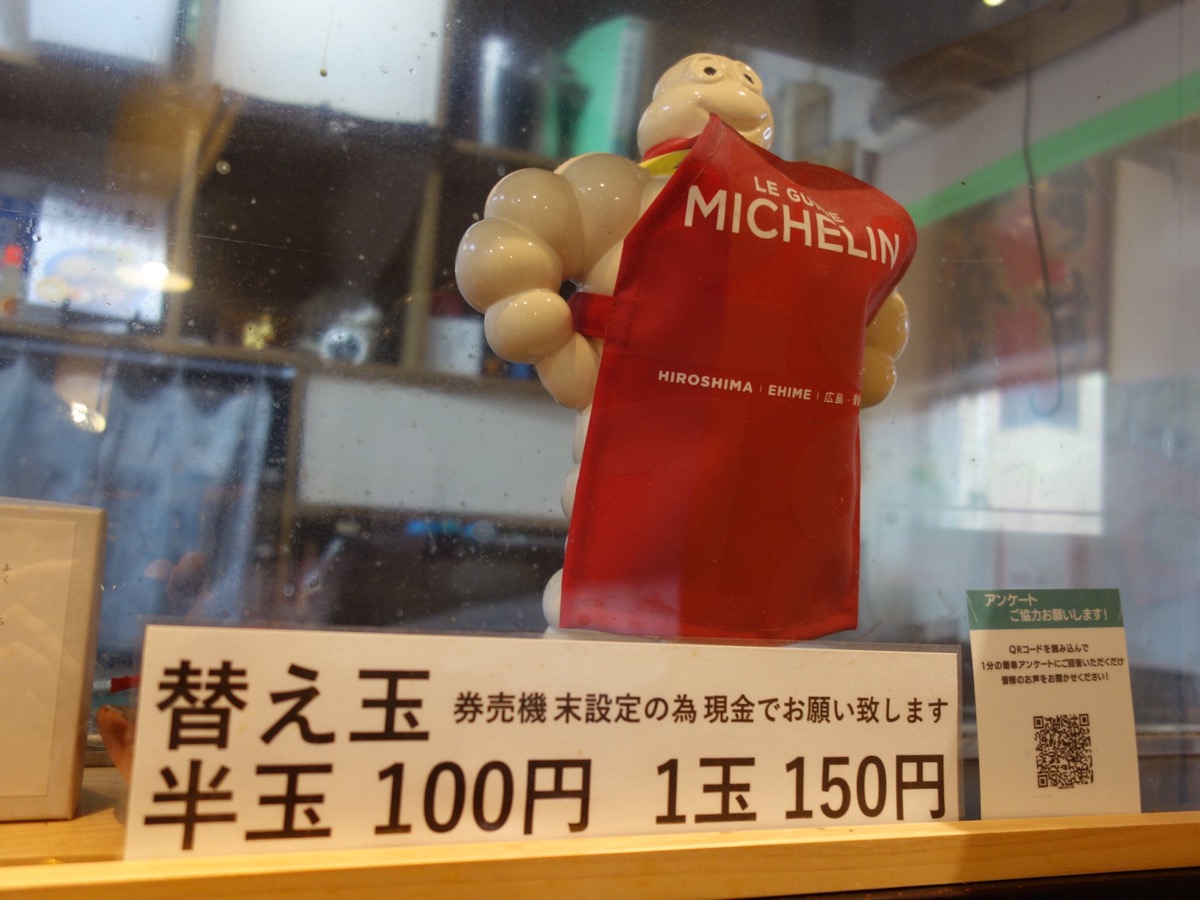 LE GUIDE
MICHELIN
HIROSHIMA | EHIME | 広島・愛
替え玉 券売機 末設定の為 現金でお願い致します
半玉 100円 1玉 150円
アンケート
ご協力お願いします!
QRコードを読み込んで
1分の簡単アンケートにご回答いただくだけ
皆様のお声をお聞かせください!